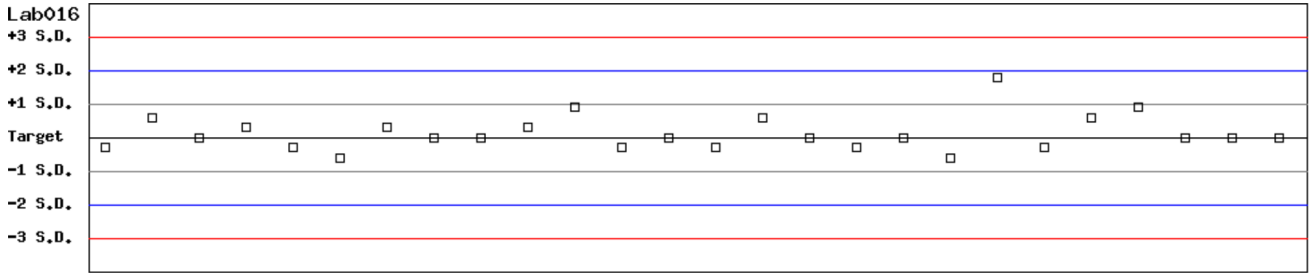 Lab016
+3 S.D.
+2 S.D.
+1 S.D.
Target
-1 S.D.
-2 S.D.
-3 S.D.